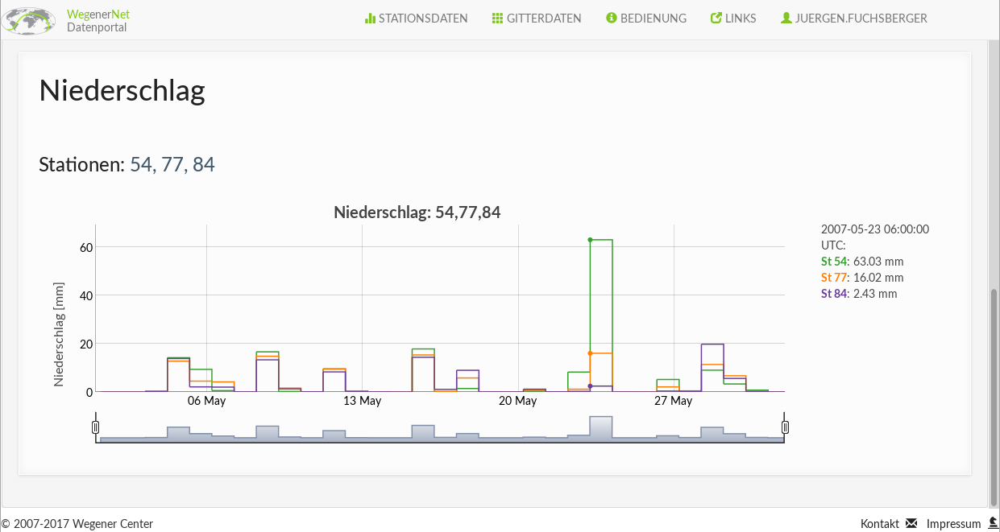 WegenerNet
Datenportal
STATIONSDATEN GITTERDATEN BEDIENUNG LINKS JUERGEN.FUCHSBERGER
Niederschlag
Stationen: 54, 77, 84
Niederschlag: 54,77,84
2007-05-23 06:00:00
UTC:
St 54: 63.03 mm
St 77: 16.02 mm
St 84: 2.43 mm
Niederschlag [mm]
60
40
20
0
06 May 13 May 20 May 27 May
© 2007-2017 Wegener Center Kontakt Impressum